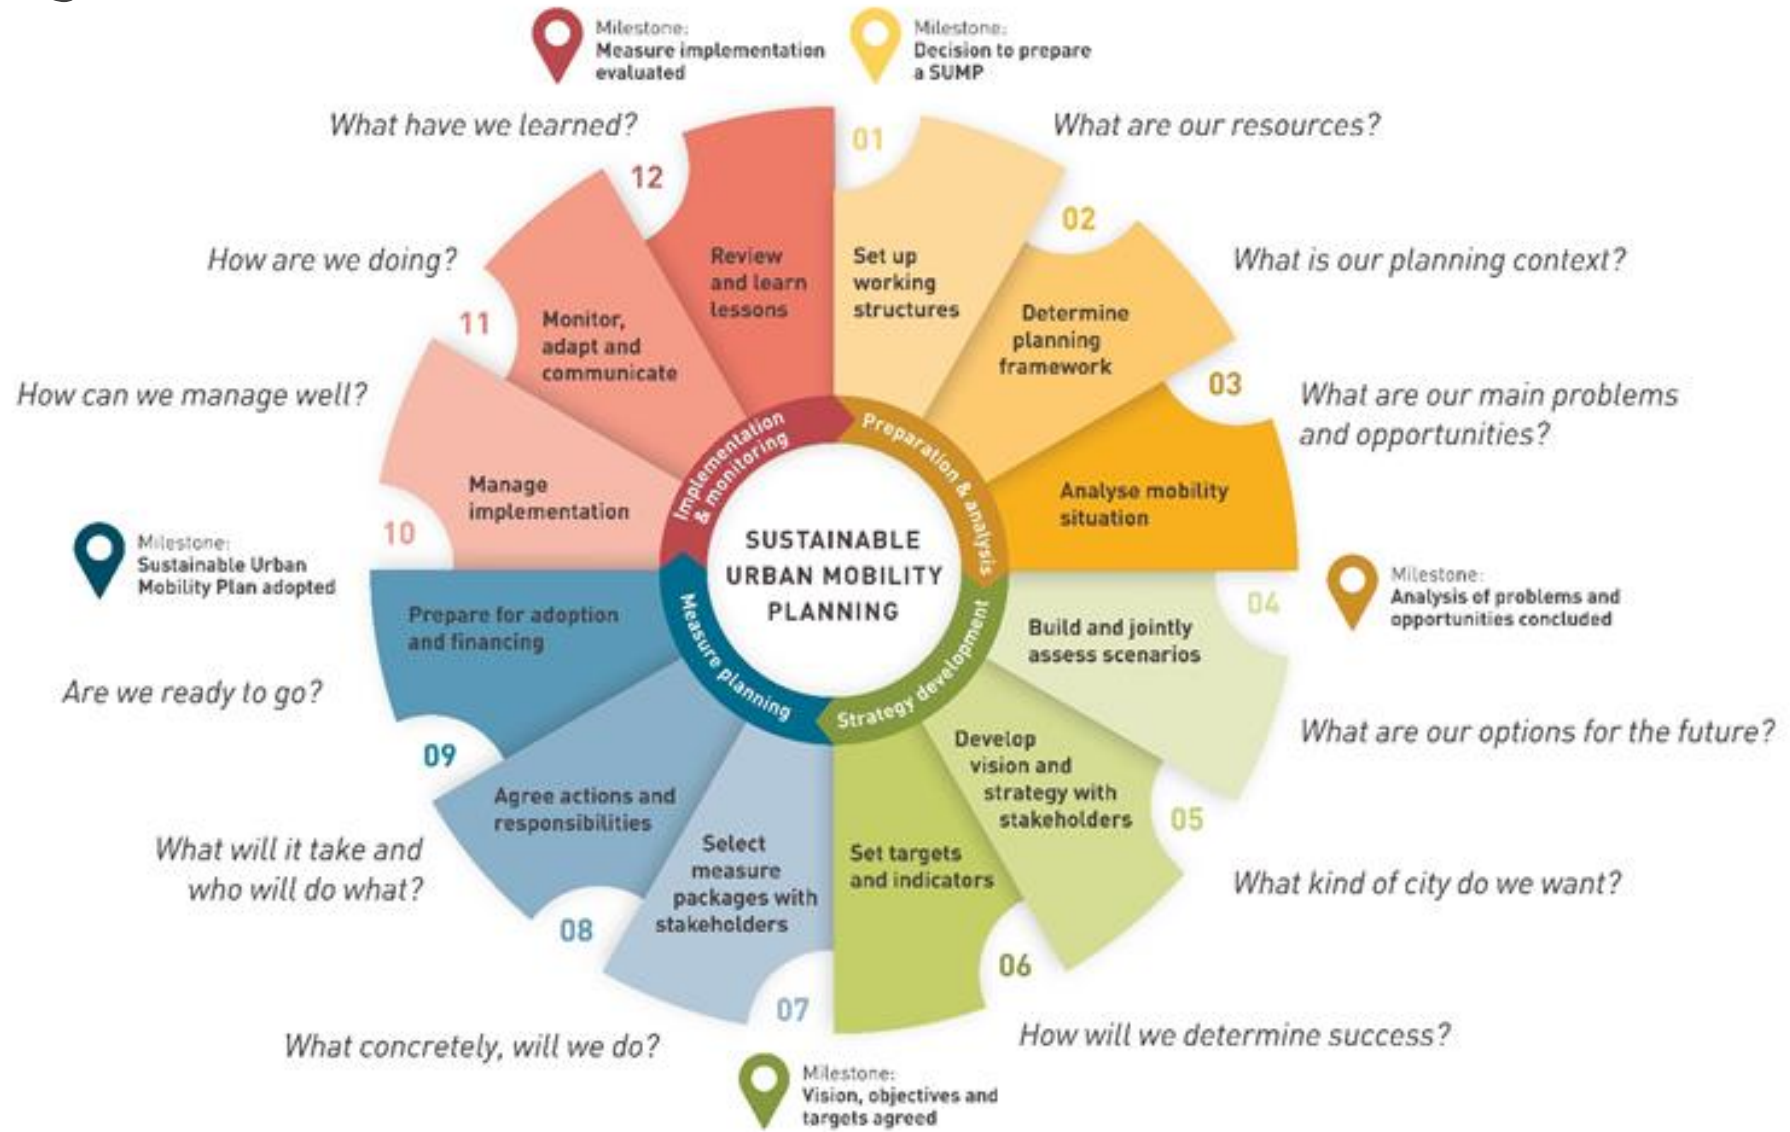 Milestone:
Measure implementation
evaluated
Milestone:
Decision to prepare
a SUMP
What have we learned?
What are our resources?
01
12
02
Review
and learn
lessons
Set up
working
structures
How are we doing?
What is our planning context?
11
Monitor,
adapt and
communicate
Determine
planning
framework
03
How can we manage well?
What are our main problems
and opportunities?
Implementation
& monitoring
Preparation & analysis
Manage
implementation
Analyse mobility
situation
10
Milestone:
Sustainable Urban
Mobility Plan adopted
SUSTAINABLE
URBAN MOBILITY
PLANNING
Milestone:
Analysis of problems and
opportunities concluded
04
Prepare for adoption
and financing
Measure planning
Strategy development
Build and jointly
assess scenarios
Are we ready to go?
What are our options for the future?
09
Develop
vision and
strategy with
stakeholders
05
Agree actions and
responsibilities
Select
measure
packages with
stakeholders
Set targets
and indicators
What will it take and
who will do what?
What kind of city do we want?
08
06
07
What concretely, will we do?
How will we determine success?
Milestone:
Vision, objectives and
targets agreed